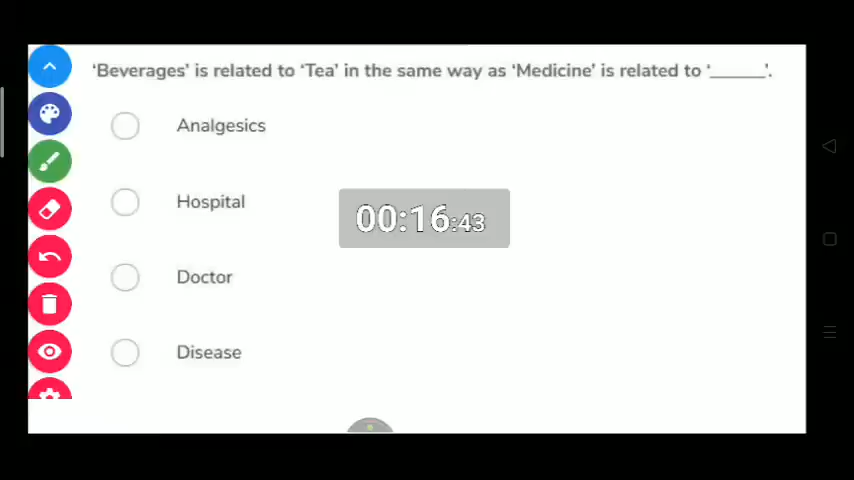 ‘Beverages’ is related to ‘Tea’ in the same way as ‘Medicine’ is related to ‘______’.
Analgesics
Hospital
00:16:43
Doctor
Disease